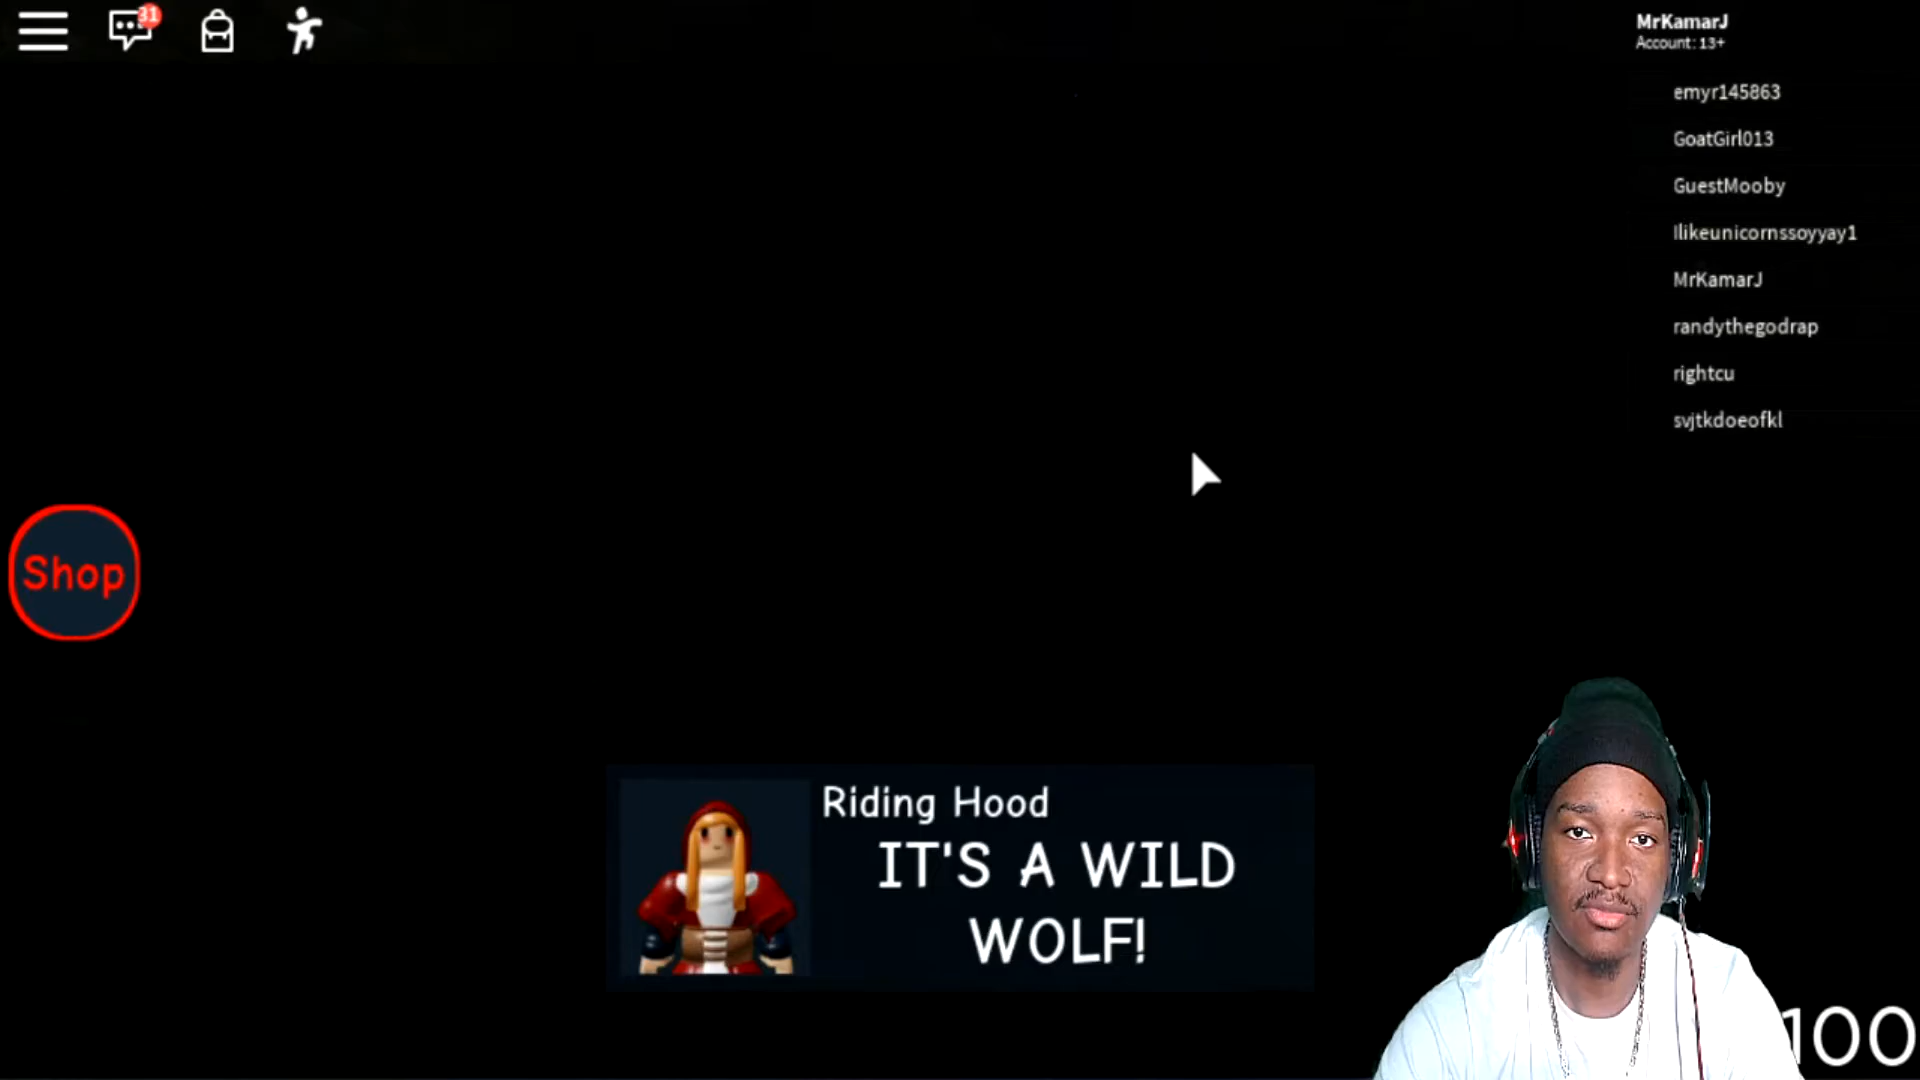 31
MrKamarJ
Account: 13+
emyr145863
GoatGirl013
GuestMooby
Ilikeunicornssoyyay1
MrKamarJ
randythegodrap
rightcu
svjtkdoeofkl
Shop
Riding Hood
IT'S A WILD
WOLF!
100